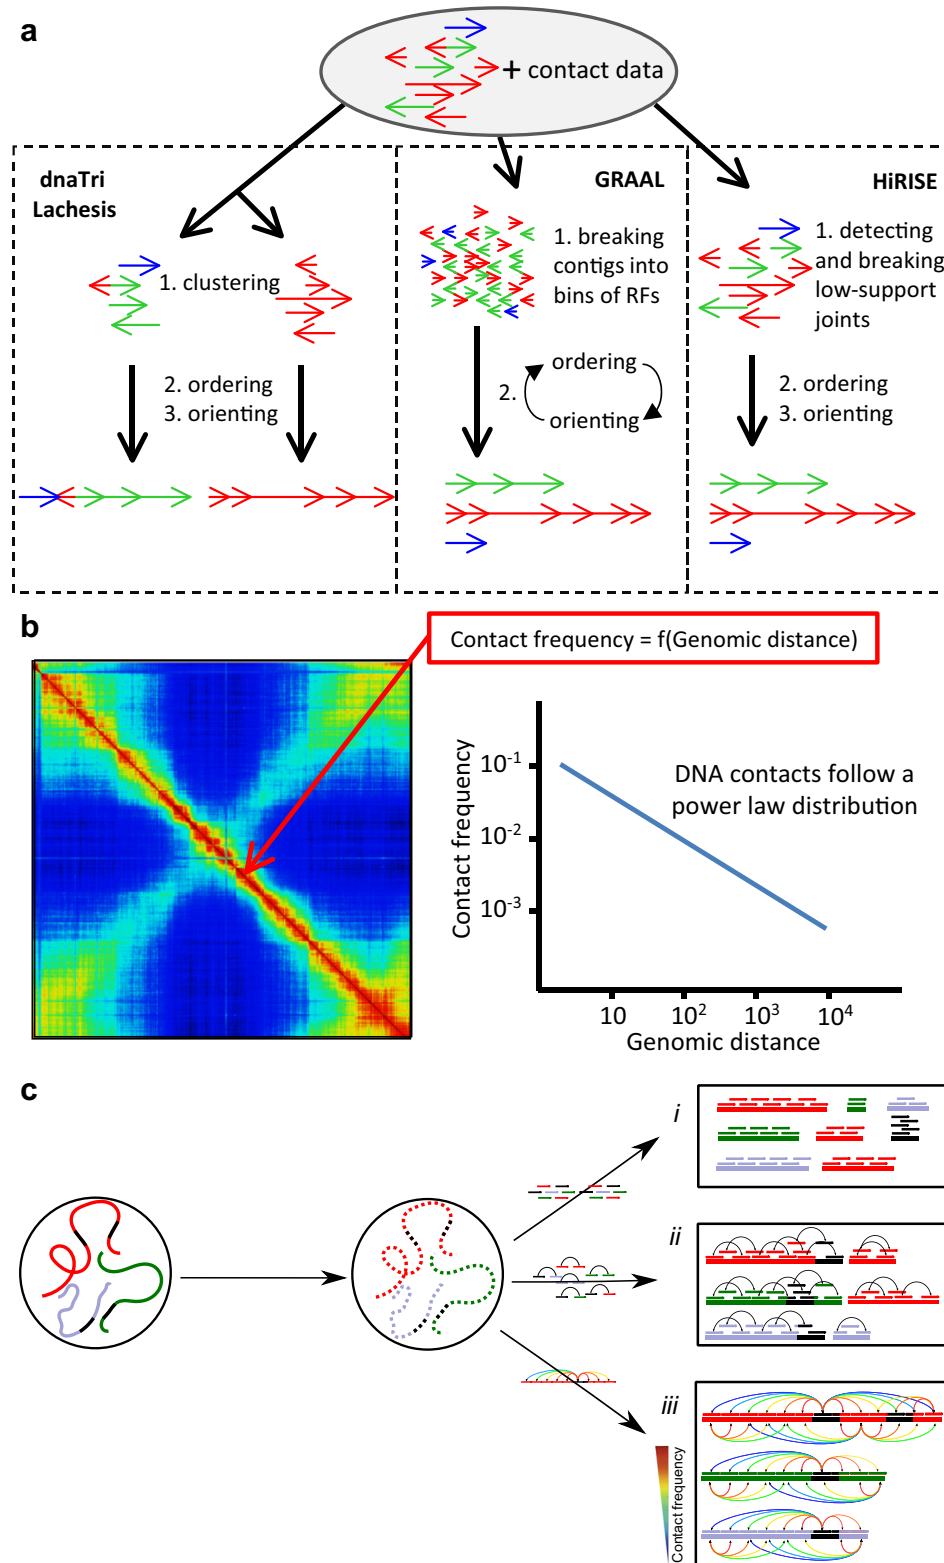 a
+ contact data
dnaTri
Lachesis
1. clustering
2. ordering
3. orienting
GRAAL
1. breaking
contigs into
bins of RFs
2.
ordering
orienting
HiRISE
1. detecting
and breaking
low-support
joints
2. ordering
3. orienting
b
Contact frequency = f(Genomic distance)
Contact frequency
10⁻¹
10⁻²
10⁻³
DNA contacts follow a
power law distribution
10 10² 10³ 10⁴
Genomic distance
c
i
ii
iii
Contact frequency